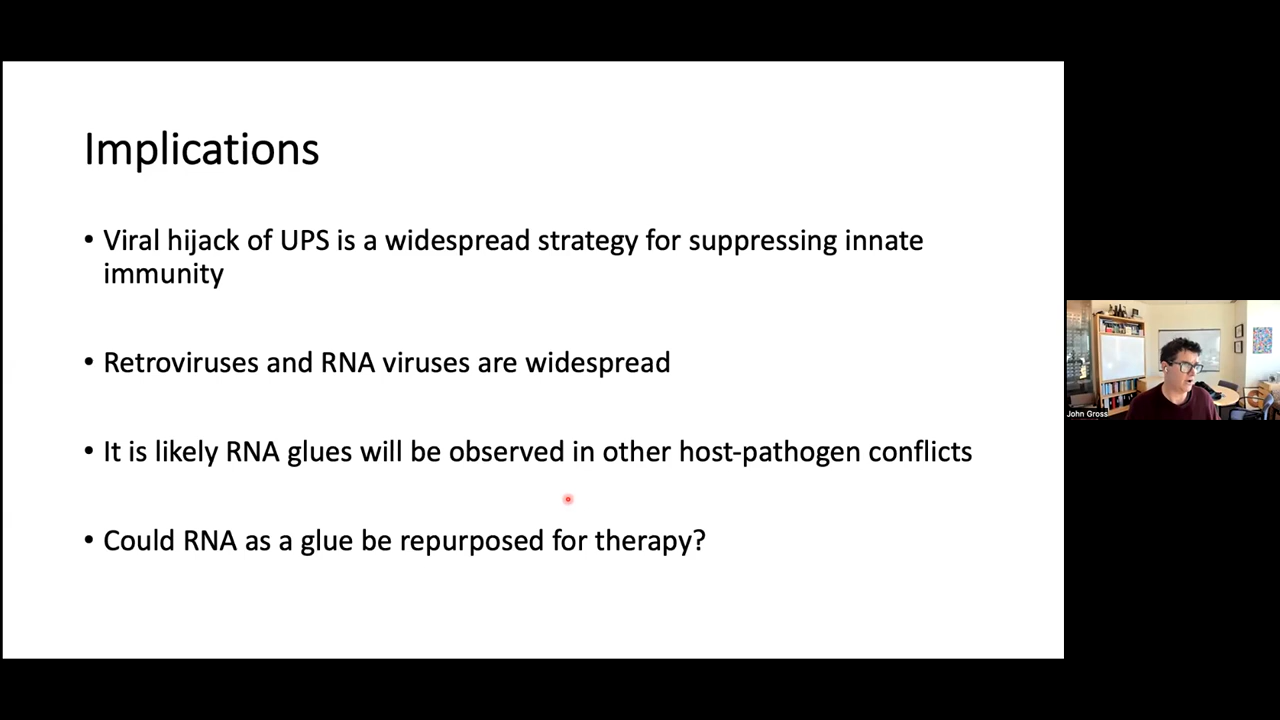 Implications
• Viral hijack of UPS is a widespread strategy for suppressing innate
immunity
• Retroviruses and RNA viruses are widespread
• It is likely RNA glues will be observed in other host-pathogen conflicts
• Could RNA as a glue be repurposed for therapy?
John Gross